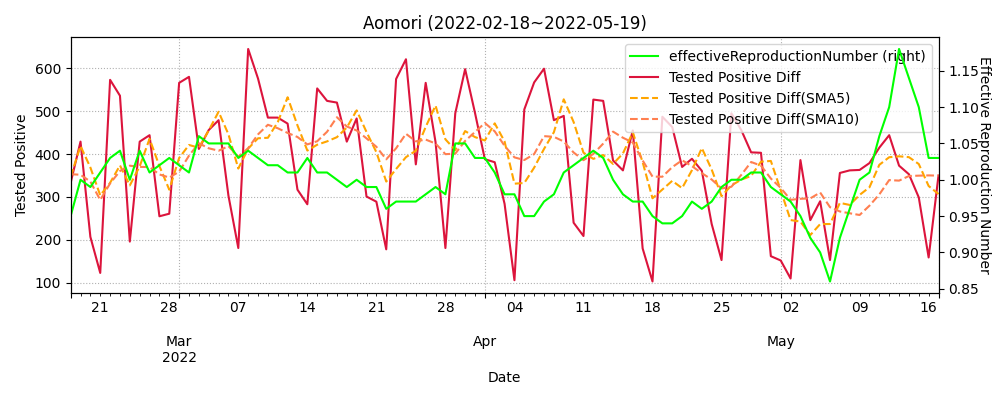 Aomori (2022-02-18~2022-05-19)
effectiveReproductionNumber (right)
Tested Positive Diff
Tested Positive Diff(SMA5)
Tested Positive Diff(SMA10)
Tested Positive
600
500
400
300
200
100
1.15
1.10
1.05
1.00
0.95
0.90
0.85
Effective Reproduction Number
21 28 07 14 21 28 04 11 18 25 02 09 16
Mar Apr May
2022
Date